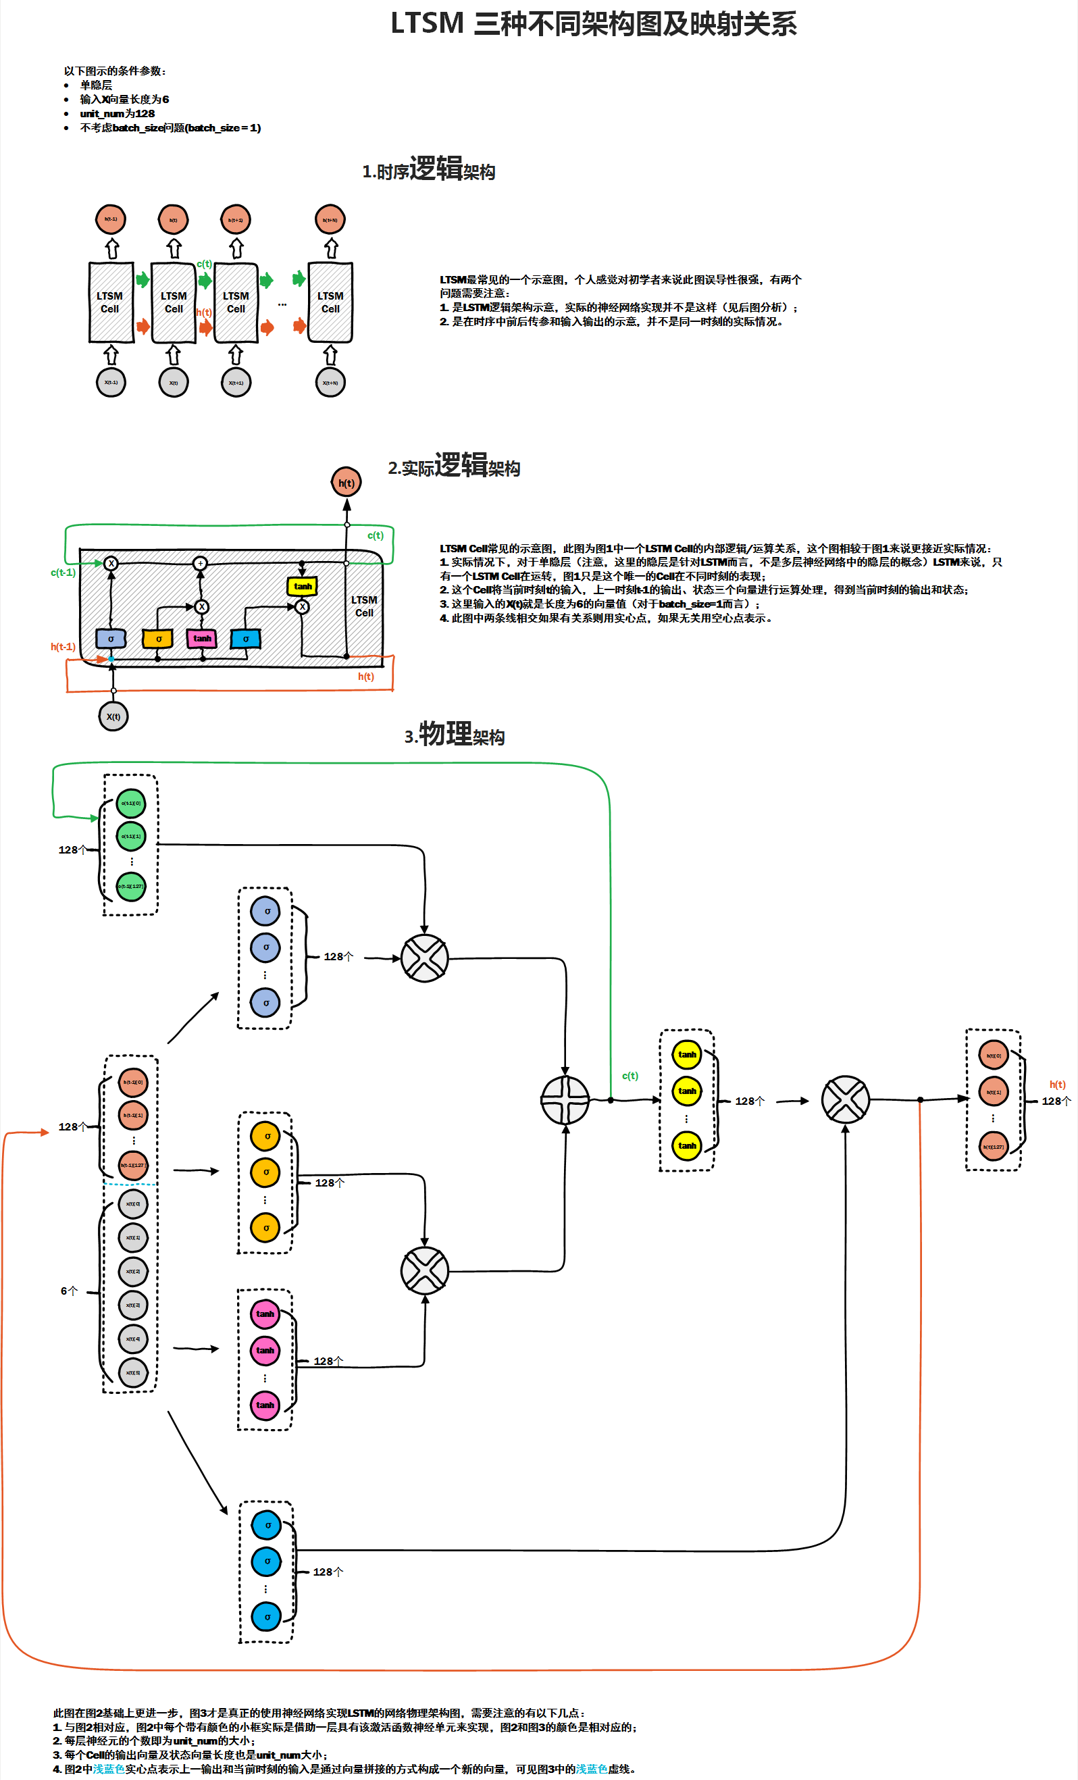 LTSM 三种不同架构图及映射关系
以下图示的条件参数：
• 单隐层
• 输入X向量长度为6
• unit_num为128
• 不考虑batch_size问题(batch_size = 1)
1.时序逻辑架构
h(t-1)
h(t)
h(t+1)
h(t+N)
c(t)
LTSM Cell
LTSM Cell
LTSM Cell
...
LTSM Cell
h(t)
X(t-1)
X(t)
X(t+1)
X(t+N)
LTSM最常见的一个示意图，个人感觉对初学者来说此图误导性很强，有两个
问题需要注意：
1. 是LSTM逻辑架构示意，实际的神经网络实现并不是这样（见后图分析）；
2. 是在时序中前后传参和输入输出的示意，并不是同一时刻的实际情况。
2.实际逻辑架构
h(t)
c(t)
c(t-1)
X
+
tanh
LTSM
Cell
X
X
σ
σ
tanh
σ
h(t-1)
h(t)
X(t)
LTSM Cell常见的示意图，此图为图1中一个LSTM Cell的内部逻辑/运算关系，这个图相较于图1来说更接近实际情况：
1. 实际情况下，对于单隐层（注意，这里的隐层是针对LSTM而言，不是多层神经网络中的隐层的概念）LSTM来说，只
有一个LSTM Cell在运转，图1只是这个唯一的Cell在不同时刻的表现；
2. 这个Cell将当前时刻t的输入，上一时刻t-1的输出、状态三个向量进行运算处理，得到当前时刻的输出和状态；
3. 这里输入的X(t)就是长度为6的向量值（对于batch_size=1而言）；
4. 此图中两条线相交如果有关系则用实心点，如果无关用空心点表示。
3.物理架构
c(t-1)[0]
c(t-1)[1]
⋮
c(t-1)[127]
128个
σ
σ
⋮
σ
128个
h(t-1)[0]
h(t-1)[1]
⋮
h(t-1)[127]
128个
x(t)[0]
x(t)[1]
x(t)[2]
x(t)[3]
x(t)[4]
x(t)[5]
6个
σ
σ
⋮
σ
128个
tanh
tanh
⋮
tanh
128个
σ
σ
⋮
σ
128个
c(t)
tanh
tanh
⋮
tanh
128个
h(t)[0]
h(t)[1]
⋮
h(t)[127]
h(t)
128个
此图在图2基础上更进一步，图3才是真正的使用神经网络实现LSTM的网络物理架构图，需要注意的有以下几点：
1. 与图2相对应，图2中每个带有颜色的小框实际是借助一层具有该激活函数神经单元来实现，图2和图3的颜色是相对应的；
2. 每层神经元的个数即为unit_num的大小；
3. 每个Cell的输出向量及状态向量长度也是unit_num大小；
4. 图2中浅蓝色实心点表示上一输出和当前时刻的输入是通过向量拼接的方式构成一个新的向量，可见图3中的浅蓝色虚线。